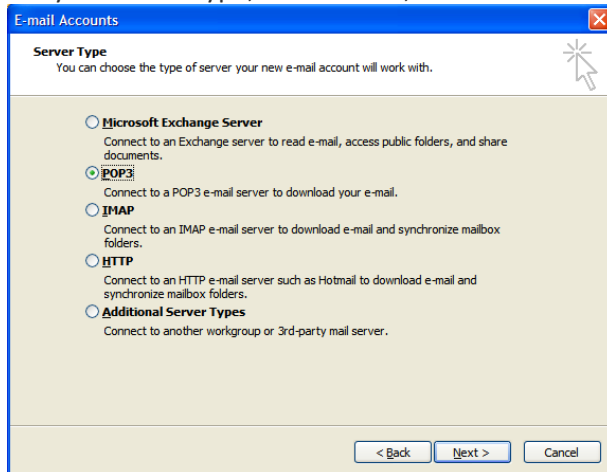 E-mail Accounts
Server Type
You can choose the type of server your new e-mail account will work with.
Microsoft Exchange Server
Connect to an Exchange server to read e-mail, access public folders, and share
documents.
POP3
Connect to a POP3 e-mail server to download your e-mail.
IMAP
Connect to an IMAP e-mail server to download e-mail and synchronize mailbox
folders.
HTTP
Connect to an HTTP e-mail server such as Hotmail to download e-mail and
synchronize mailbox folders.
Additional Server Types
Connect to another workgroup or 3rd-party mail server.
< Back Next > Cancel